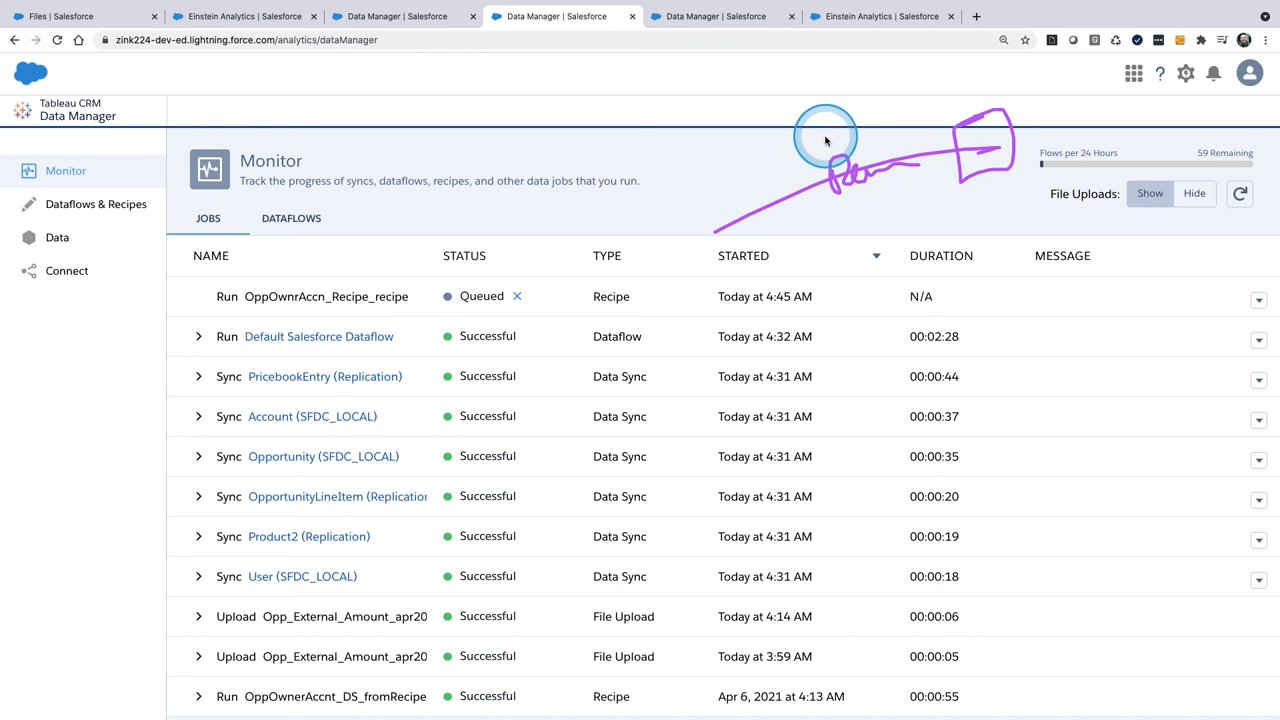 Files | Salesforce
Einstein Analytics | Salesforce
Data Manager | Salesforce
Data Manager | Salesforce
Data Manager | Salesforce
Einstein Analytics | Salesforce
zink224-dev-ed.lightning.force.com/analytics/dataManager
Tableau CRM
Data Manager
Monitor
Dataflows & Recipes
Data
Connect
Monitor
Track the progress of syncs, dataflows, recipes, and other data jobs that you run.
Flows per 24 Hours 59 Remaining
File Uploads: Show Hide
JOBS DATAFLOWS
NAME STATUS TYPE STARTED DURATION MESSAGE
Run OppOwnrAccn_Recipe_recipe Queued Recipe Today at 4:45 AM N/A
Run Default Salesforce Dataflow Successful Dataflow Today at 4:32 AM 00:02:28
Sync PricebookEntry (Replication) Successful Data Sync Today at 4:31 AM 00:00:44
Sync Account (SFDC_LOCAL) Successful Data Sync Today at 4:31 AM 00:00:37
Sync Opportunity (SFDC_LOCAL) Successful Data Sync Today at 4:31 AM 00:00:35
Sync OpportunityLineItem (Replication Successful Data Sync Today at 4:31 AM 00:00:20
Sync Product2 (Replication) Successful Data Sync Today at 4:31 AM 00:00:19
Sync User (SFDC_LOCAL) Successful Data Sync Today at 4:31 AM 00:00:18
Upload Opp_External_Amount_apr20 Successful File Upload Today at 4:14 AM 00:00:06
Upload Opp_External_Amount_apr20 Successful File Upload Today at 3:59 AM 00:00:05
Run OppOwnerAccnt_DS_fromRecipe Successful Recipe Apr 6, 2021 at 4:13 AM 00:00:55